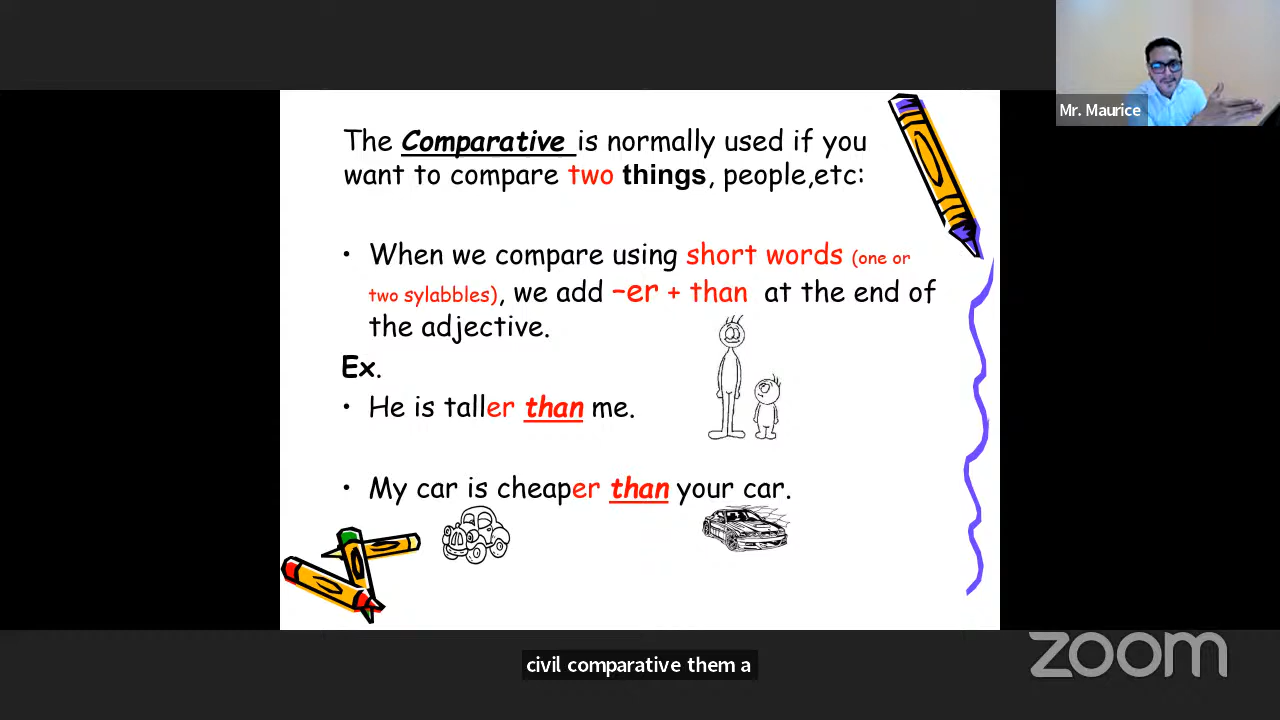 Mr. Maurice
The Comparative is normally used if you
want to compare two things, people,etc:
• When we compare using short words (one or
two sylabbles), we add –er + than at the end of
the adjective.
Ex.
• He is taller than me.
• My car is cheaper than your car.
zoom
civil comparative them a